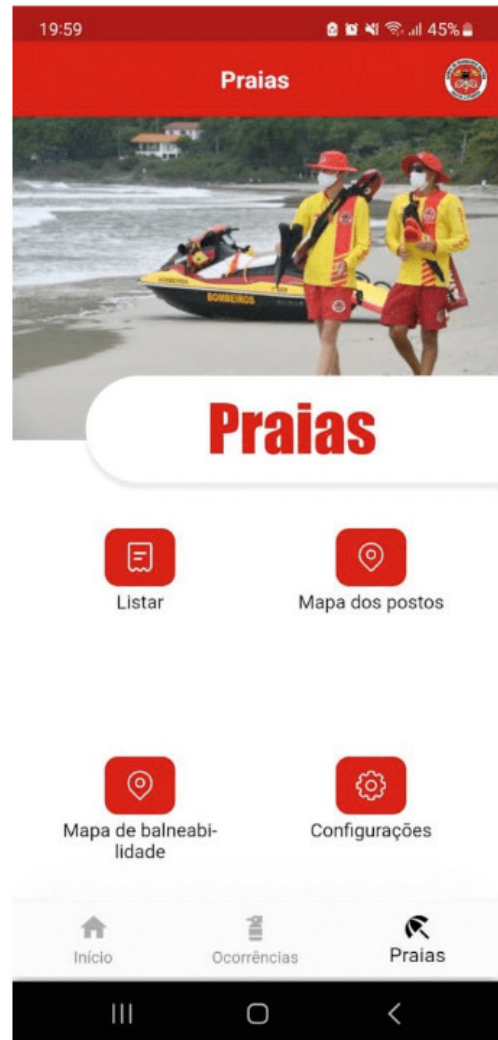 19:59
45%
Praias
BOMBEIROS
Praias
Listar
Mapa dos postos
Mapa de balneabi-
lidade
Configurações
Início
Ocorrências
Praias